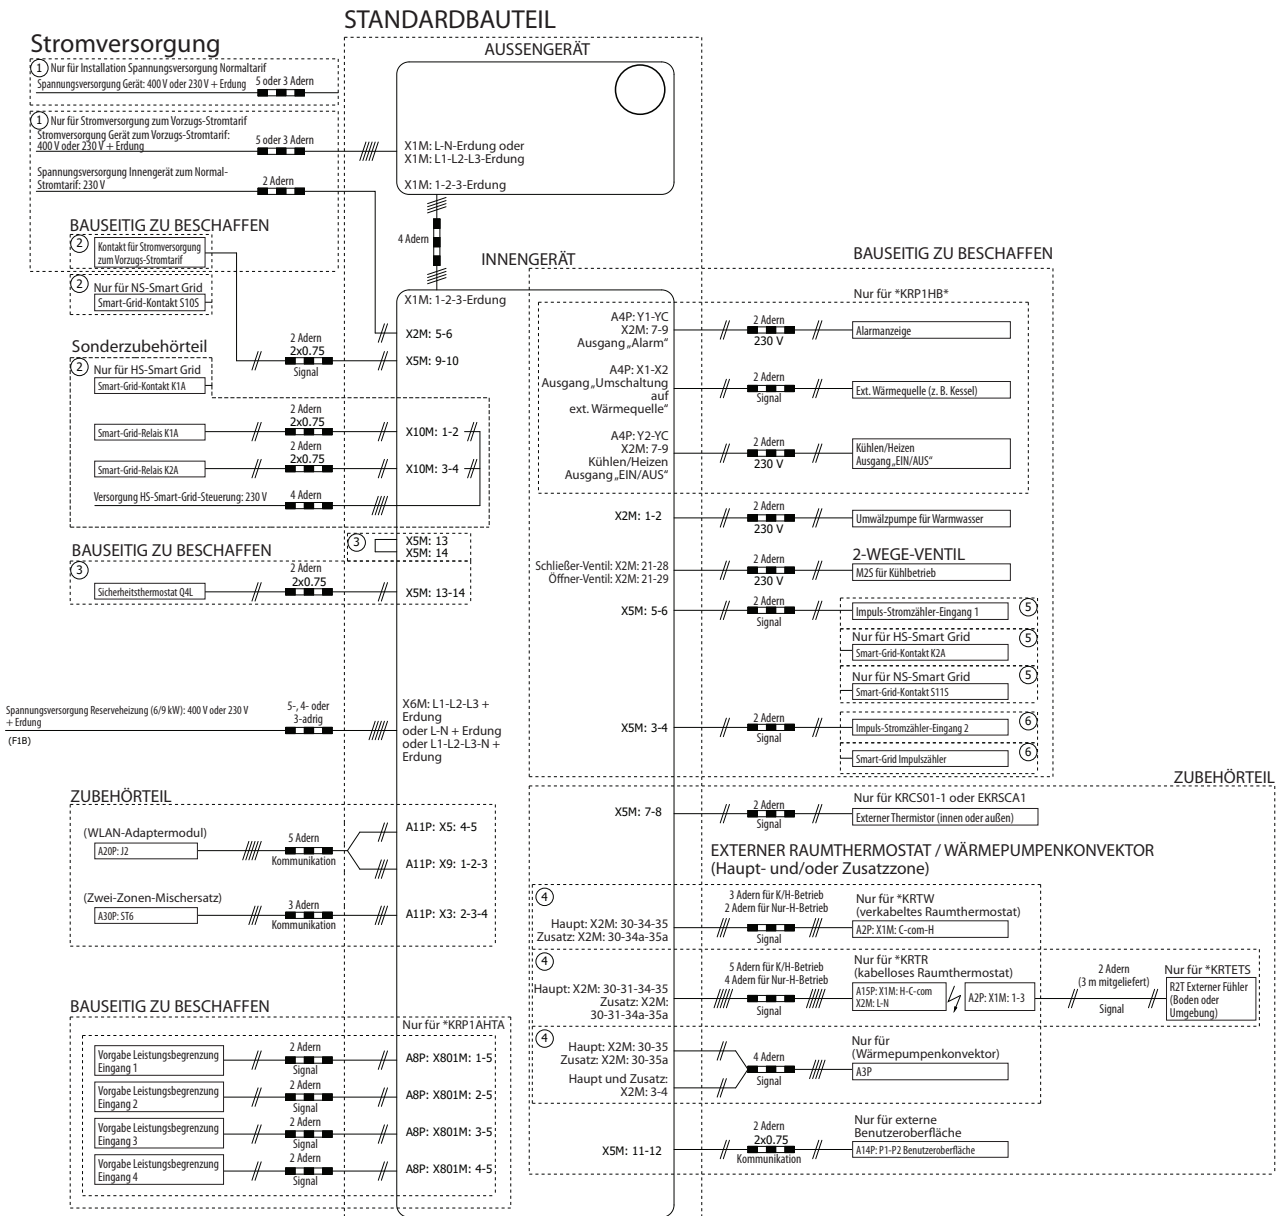 STANDARDBAUTEIL
Stromversorgung
AUSSENGERÄT
1 Nur für Installation Spannungsversorgung Normaltarif
Spannungsversorgung Gerät: 400 V oder 230 V + Erdung
5 oder 3 Adern
1 Nur für Stromversorgung zum Vorzugs-Stromtarif
Stromversorgung Gerät zum Vorzugs-Stromtarif:
400 V oder 230 V + Erdung
5 oder 3 Adern
X1M: L-N-Erdung oder
X1M: L1-L2-L3-Erdung
Spannungsversorgung Innengerät zum Normal-
Stromtarif: 230 V
2 Adern
X1M: 1-2-3-Erdung
4 Adern
BAUSEITIG ZU BESCHAFFEN
2
Kontakt für Stromversorgung
zum Vorzugs-Stromtarif
2
Nur für NS-Smart Grid
Smart-Grid-Kontakt S10S
INNENGERÄT
X1M: 1-2-3-Erdung
X2M: 5-6
2 Adern
2x0.75
Signal
X5M: 9-10
Sonderzubehörteil
2
Nur für HS-Smart Grid
Smart-Grid-Kontakt K1A
Smart-Grid-Relais K1A
2 Adern
2x0.75
X10M: 1-2
Smart-Grid-Relais K2A
2 Adern
2x0.75
X10M: 3-4
Versorgung HS-Smart-Grid-Steuerung: 230 V
4 Adern
3
X5M: 13
X5M: 14
BAUSEITIG ZU BESCHAFFEN
3
Sicherheitsthermostat Q4L
2 Adern
2x0.75
X5M: 13-14
Spannungsversorgung Reserveheizung (6/9 kW): 400 V oder 230 V
+ Erdung
(F1B)
5-, 4- oder
3-adrig
X6M: L1-L2-L3 +
Erdung
oder L-N + Erdung
oder L1-L2-L3-N +
Erdung
ZUBEHÖRTEIL
(WLAN-Adaptermodul)
A20P: J2
5 Adern
Kommunikation
A11P: X5: 4-5
A11P: X9: 1-2-3
(Zwei-Zonen-Mischersatz)
A30P: ST6
3 Adern
Kommunikation
A11P: X3: 2-3-4
BAUSEITIG ZU BESCHAFFEN
Nur für *KRP1AHTA
Vorgabe Leistungsbegrenzung
Eingang 1
2 Adern
Signal
A8P: X801M: 1-5
Vorgabe Leistungsbegrenzung
Eingang 2
2 Adern
Signal
A8P: X801M: 2-5
Vorgabe Leistungsbegrenzung
Eingang 3
2 Adern
Signal
A8P: X801M: 3-5
Vorgabe Leistungsbegrenzung
Eingang 4
2 Adern
Signal
A8P: X801M: 4-5
BAUSEITIG ZU BESCHAFFEN
Nur für *KRP1HB*
A4P: Y1-YC
X2M: 7-9
Ausgang „Alarm“
2 Adern
230 V
Alarmanzeige
A4P: X1-X2
Ausgang „Umschaltung
auf
ext. Wärmequelle“
2 Adern
Signal
Ext. Wärmequelle (z. B. Kessel)
A4P: Y2-YC
X2M: 7-9
Kühlen/Heizen
Ausgang „EIN/AUS“
2 Adern
230 V
Kühlen/Heizen
Ausgang „EIN/AUS“
X2M: 1-2
2 Adern
230 V
Umwälzpumpe für Warmwasser
2-WEGE-VENTIL
Schließer-Ventil: X2M: 21-28
Öffner-Ventil: X2M: 21-29
2 Adern
230 V
M2S für Kühlbetrieb
X5M: 5-6
2 Adern
Signal
Impuls-Stromzähler-Eingang 1
5
Nur für HS-Smart Grid
5
Smart-Grid-Kontakt K2A
Nur für NS-Smart Grid
5
Smart-Grid-Kontakt S11S
X5M: 3-4
2 Adern
Signal
Impuls-Stromzähler-Eingang 2
6
Smart-Grid Impulszähler
6
ZUBEHÖRTEIL
X5M: 7-8
2 Adern
Signal
Nur für KRCS01-1 oder EKRSCA1
Externer Thermistor (innen oder außen)
EXTERNER RAUMTHERMOSTAT / WÄRMEPUMPENKONVEKTOR
(Haupt- und/oder Zusatzzone)
4
Haupt: X2M: 30-34-35
Zusatz: X2M: 30-34a-35a
3 Adern für K/H-Betrieb
2 Adern für Nur-H-Betrieb
Signal
Nur für *KRTW
(verkabeltes Raumthermostat)
A2P: X1M: C-com-H
4
Haupt: X2M: 30-31-34-35
Zusatz: X2M:
30-31-34a-35a
5 Adern für K/H-Betrieb
4 Adern für Nur-H-Betrieb
Signal
Nur für *KRTR
(kabelloses Raumthermostat)
A15P: X1M: H-C-com
X2M: L-N
A2P: X1M: 1-3
2 Adern
(3 m mitgeliefert)
Signal
Nur für *KRTETS
R2T Externer Fühler
(Boden oder
Umgebung)
4
Haupt: X2M: 30-35
Zusatz: X2M: 30-35a
Haupt und Zusatz:
X2M: 3-4
4 Adern
Signal
Nur für
(Wärmepumpenkonvektor)
A3P
X5M: 11-12
2 Adern
2x0.75
Kommunikation
Nur für externe
Benutzeroberfläche
A14P: P1-P2 Benutzeroberfläche